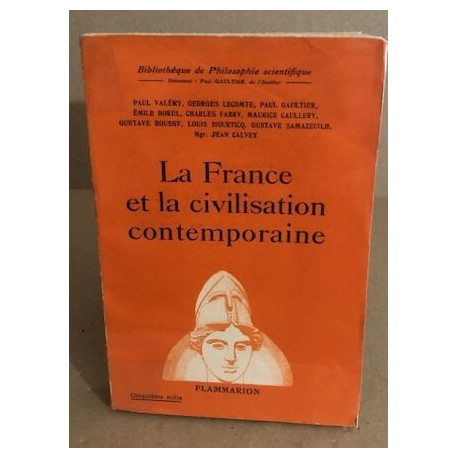 Bibliothèque de Philosophie scientifique
Directeur : Paul GAULTIER, de l'Institut
PAUL VALÉRY, GEORGES LECOMTE, PAUL GAULTIER,
ÉMILE BOREL, CHARLES FABRY, MAURICE CAULLERY,
GUSTAVE ROUSSY, LOUIS HOURTICQ, GUSTAVE SAMAZEUILH,
Mgr. JEAN CALVET
La France
et la civilisation
contemporaine
FLAMMARION
Cinquième mille